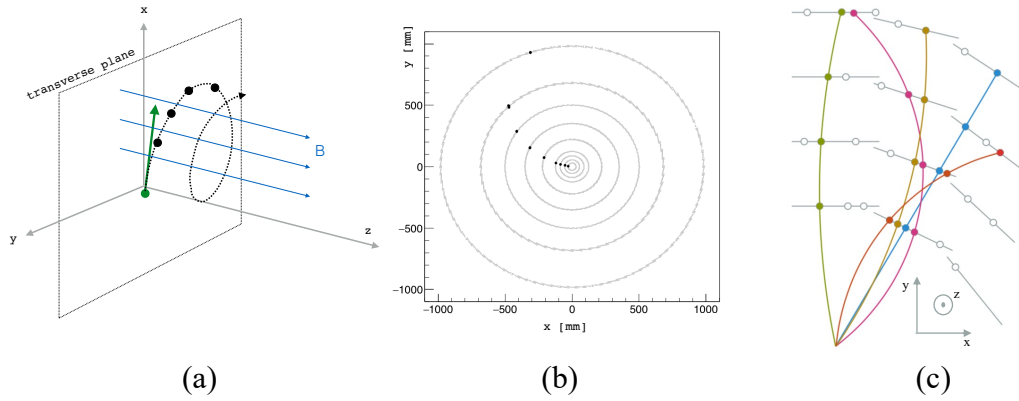 x
transverse plane
B
z
y
(a)
y [mm]
1000
500
0
−500
−1000
−1000
−500
0
500
1000
x [mm]
(b)
y
z
x
(c)